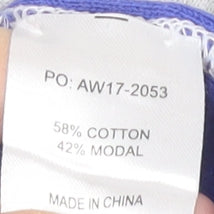 PO: AW17-2053
58% COTTON
42% MODAL
MADE IN CHINA